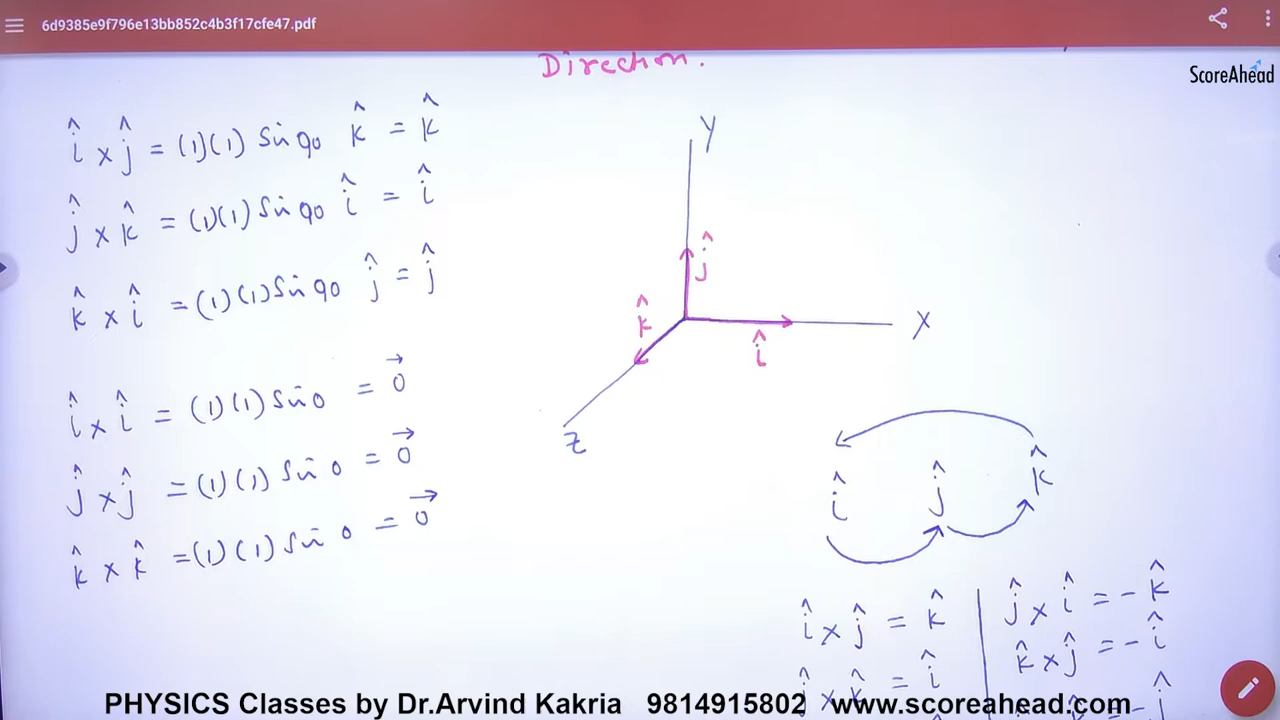 6d9385e9f796e13bb852c4b3f17cfe47.pdf
Direction.
ScoreAhead
î × ĵ = (1)(1) Sin 90 k̂ = k̂
ĵ × k̂ = (1)(1) Sin 90 î = î
k̂ × î = (1)(1) Sin 90 ĵ = ĵ
î × î = (1)(1) Sin 0 = 0⃗
ĵ × ĵ = (1)(1) Sin 0 = 0⃗
k̂ × k̂ = (1)(1) Sin 0 = 0⃗
Y
ĵ
k̂
î
X
Z
î ĵ k̂
î × ĵ = k̂ | ĵ × î = - k̂
ĵ × k̂ = î | k̂ × ĵ = - î
PHYSICS Classes by Dr.Arvind Kakria 9814915802 www.scoreahead.com